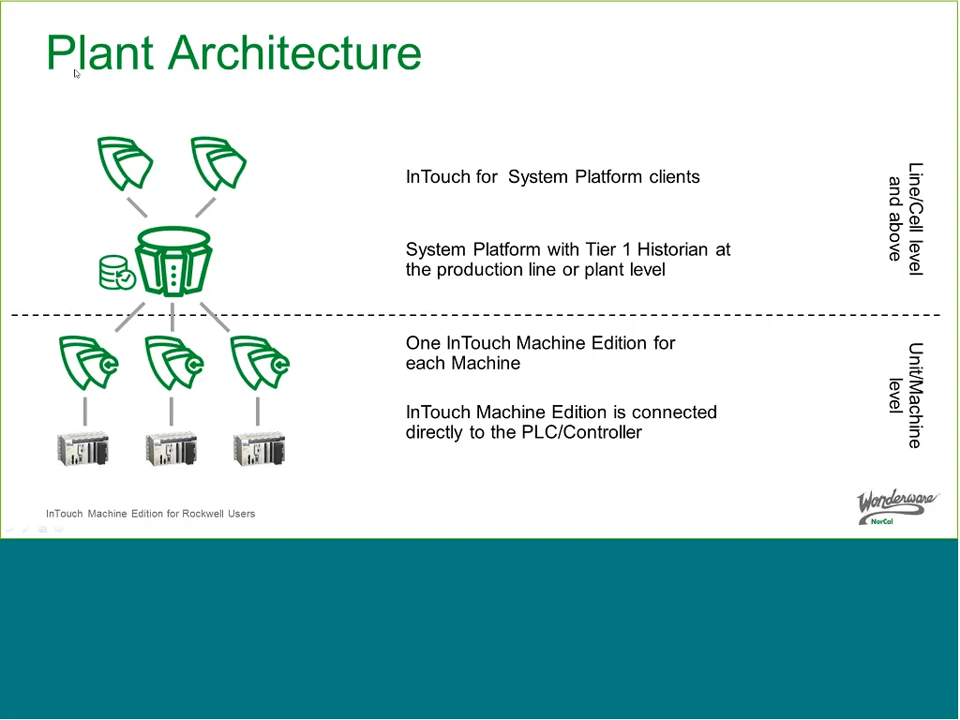 Plant Architecture
InTouch for System Platform clients
System Platform with Tier 1 Historian at
the production line or plant level
Line/Cell level
and above
One InTouch Machine Edition for
each Machine
InTouch Machine Edition is connected
directly to the PLC/Controller
Unit/Machine
level
InTouch Machine Edition for Rockwell Users
Wonderware
NorCal